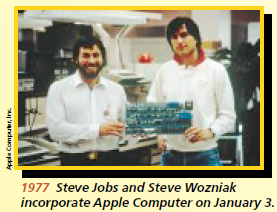 Apple Computer, Inc.
1977 Steve Jobs and Steve Wozniak
incorporate Apple Computer on January 3.